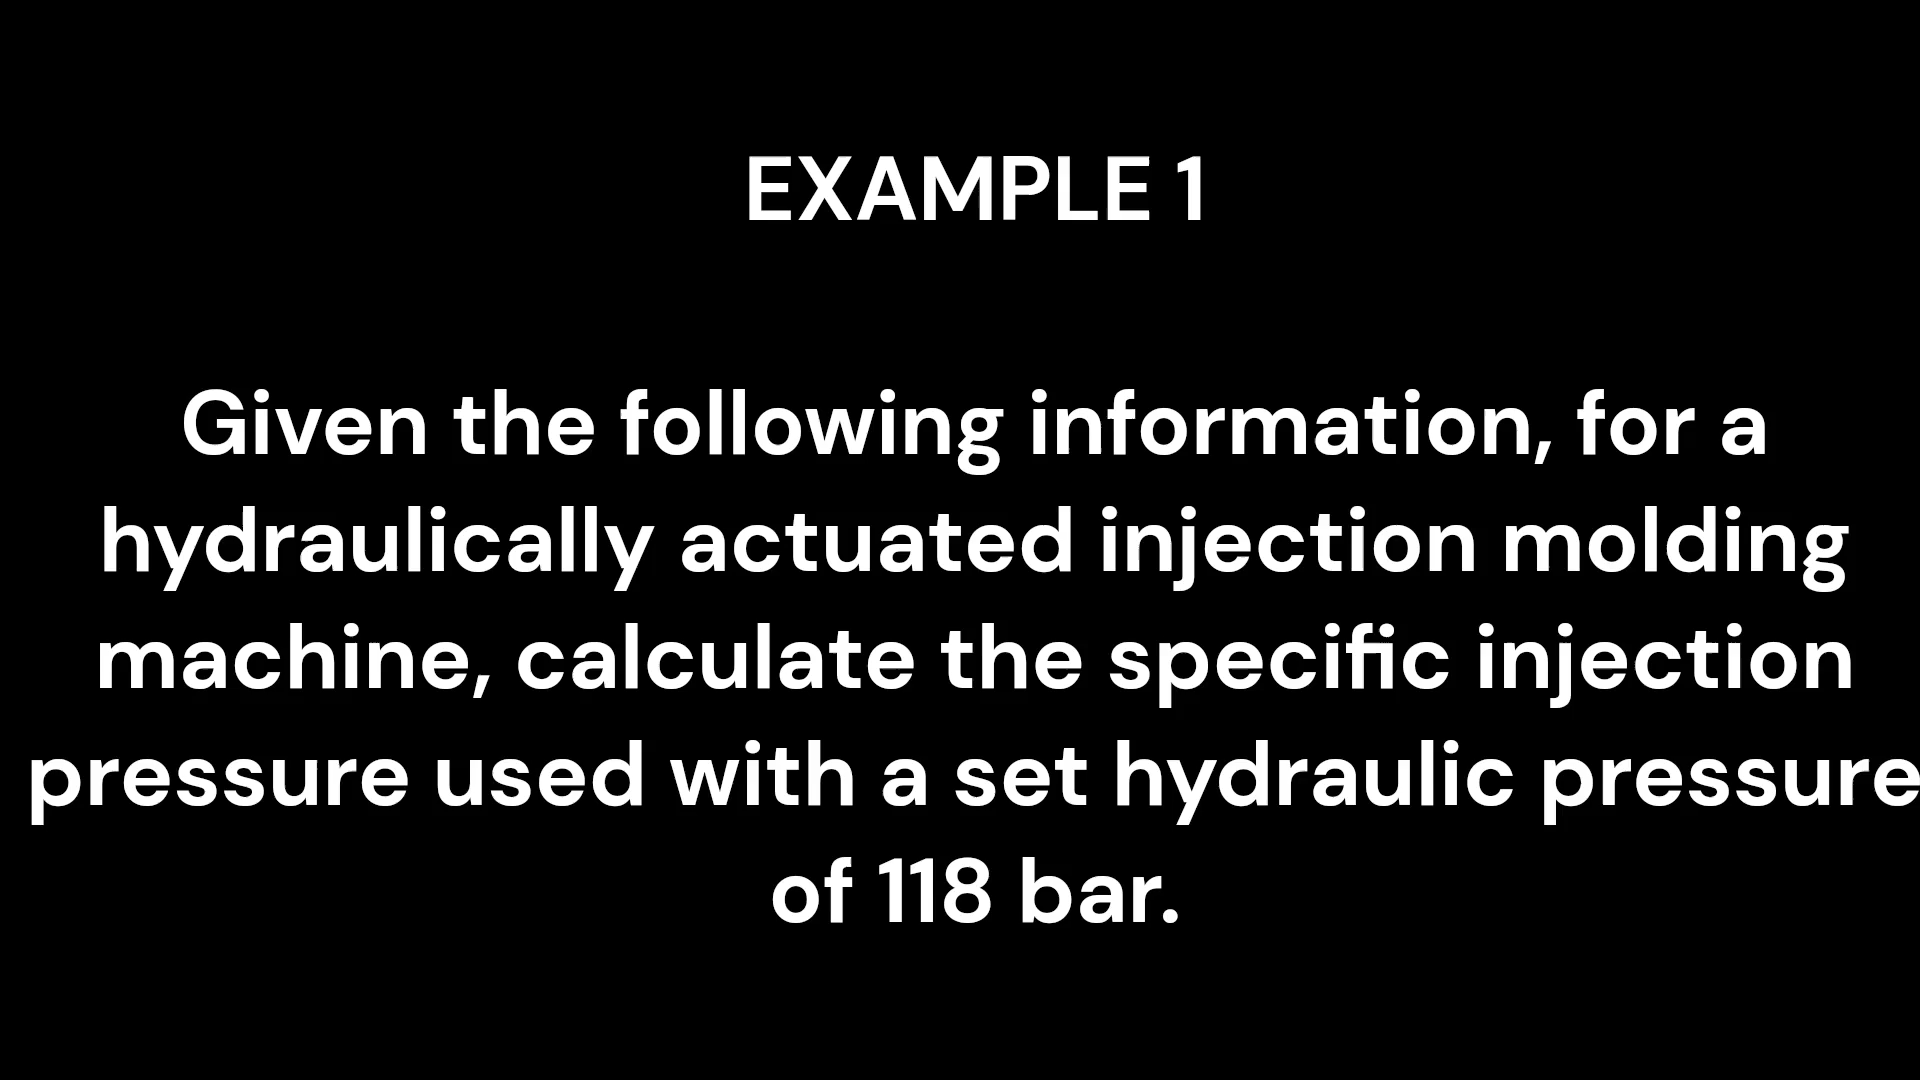 EXAMPLE 1
Given the following information, for a
hydraulically actuated injection molding
machine, calculate the specific injection
pressure used with a set hydraulic pressure
of 118 bar.